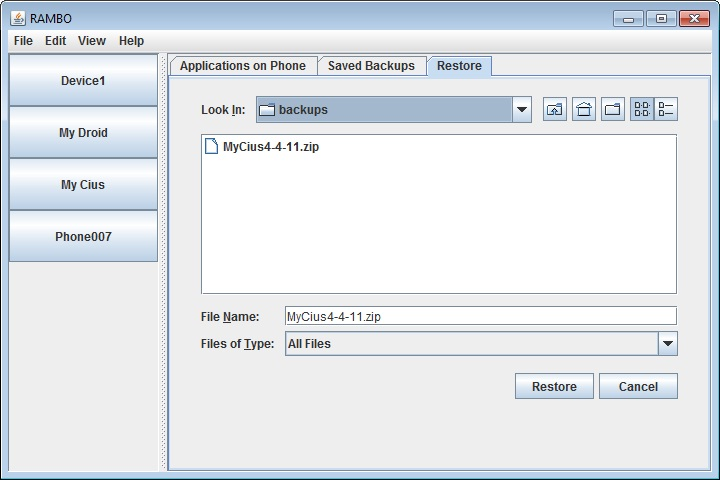 RAMBO
File Edit View Help
Device1
My Droid
My Cius
Phone007
Applications on Phone Saved Backups Restore
Look In: backups
MyCius4-4-11.zip
File Name: MyCius4-4-11.zip
Files of Type: All Files
Restore Cancel